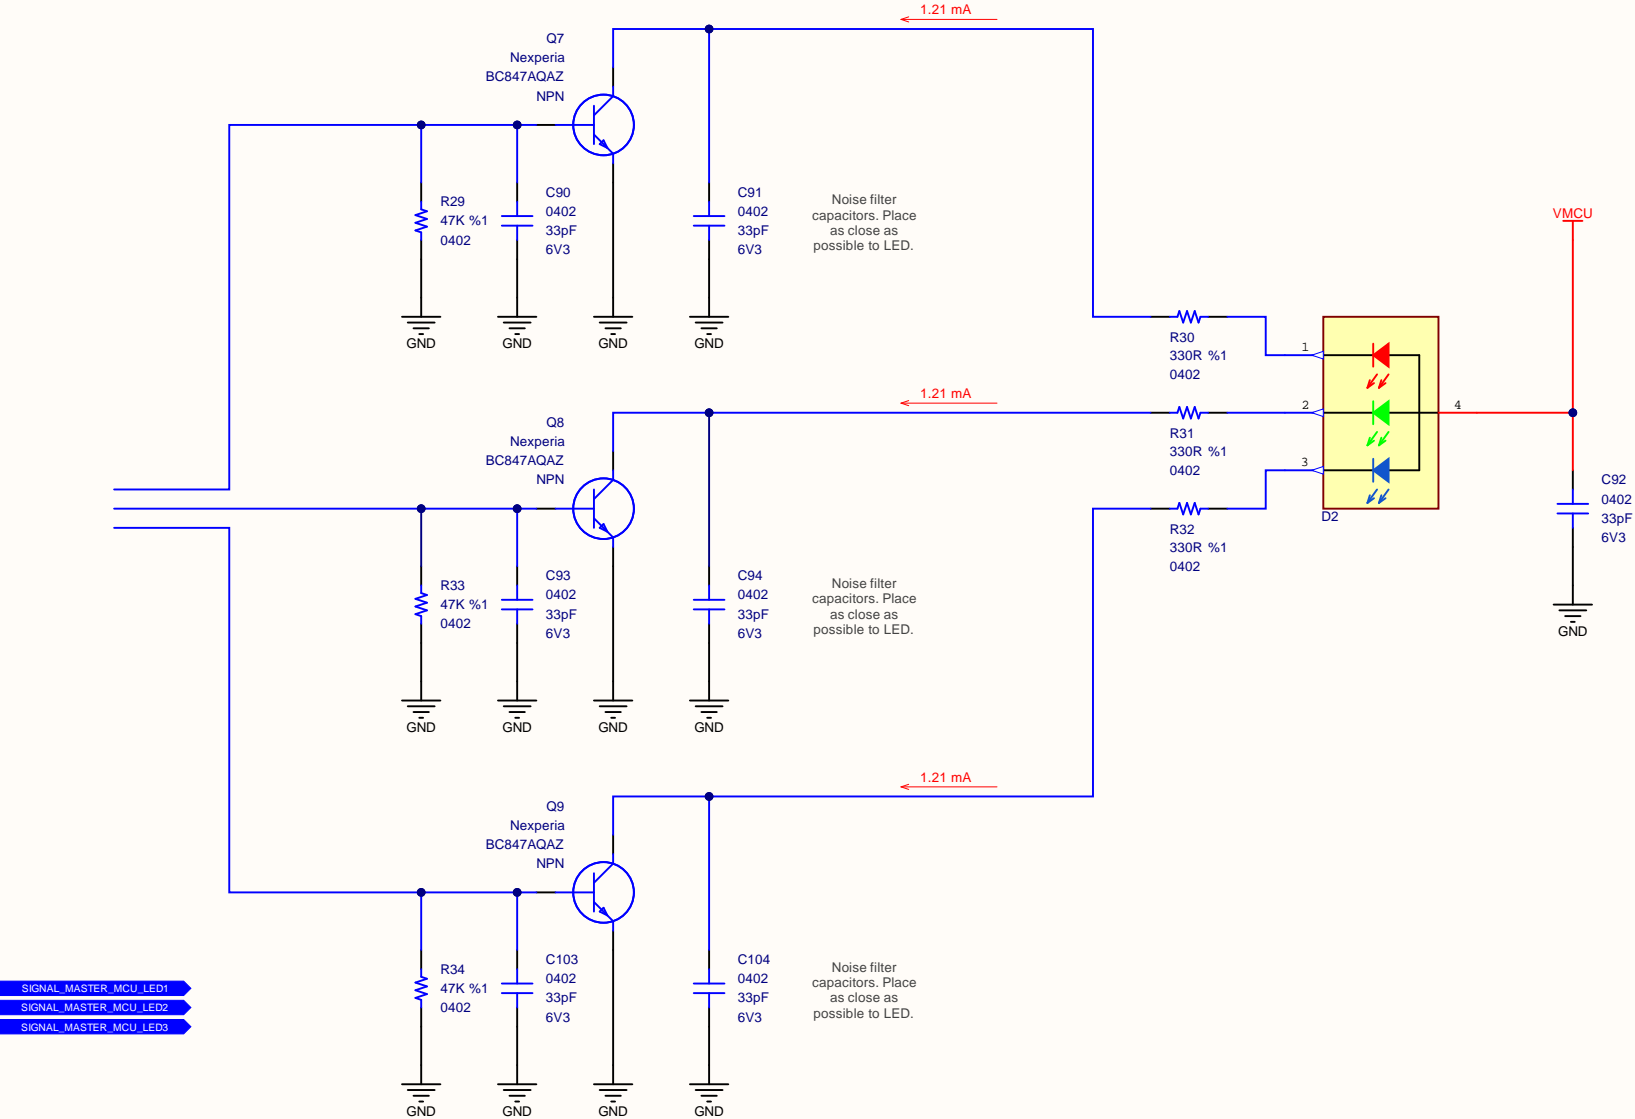 1.21 mA
Q7
Nexperia
BC847AQAZ
NPN
R29
47K %1
0402
C90
0402
33pF
6V3
C91
0402
33pF
6V3
Noise filter
capacitors. Place
as close as
possible to LED.
GND
GND
GND
GND
VMCU
R30
330R %1
0402
1
2
3
4
R31
330R %1
0402
R32
330R %1
0402
D2
C92
0402
33pF
6V3
GND
1.21 mA
Q8
Nexperia
BC847AQAZ
NPN
R33
47K %1
0402
C93
0402
33pF
6V3
C94
0402
33pF
6V3
Noise filter
capacitors. Place
as close as
possible to LED.
GND
GND
GND
GND
1.21 mA
Q9
Nexperia
BC847AQAZ
NPN
R34
47K %1
0402
C103
0402
33pF
6V3
C104
0402
33pF
6V3
Noise filter
capacitors. Place
as close as
possible to LED.
SIGNAL_MASTER_MCU_LED1
SIGNAL_MASTER_MCU_LED2
SIGNAL_MASTER_MCU_LED3
GND
GND
GND
GND